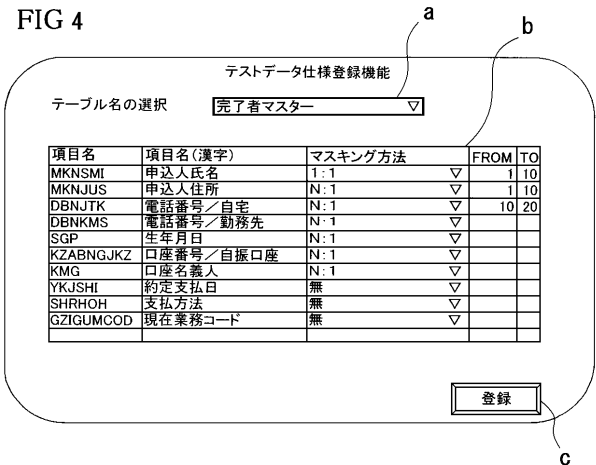 FIG 4
a
b
テストデータ仕様登録機能
テーブル名の選択 完了者マスター ▽
項目名 項目名(漢字) マスキング方法 FROM TO
MKNSMI 申込人氏名 1:1 ▽ 1 10
MKNJUS 申込人住所 N:1 ▽ 1 10
DBNJTK 電話番号/自宅 N:1 ▽ 10 20
DBNKMS 電話番号/勤務先 N:1 ▽
SGP 生年月日 N:1 ▽
KZABNGJKZ 口座番号/自振口座 N:1 ▽
KMG 口座名義人 N:1 ▽
YKJSHI 約定支払日 無 ▽
SHRHOH 支払方法 無 ▽
GZIGUMCOD 現在業務コード 無 ▽
登録
c